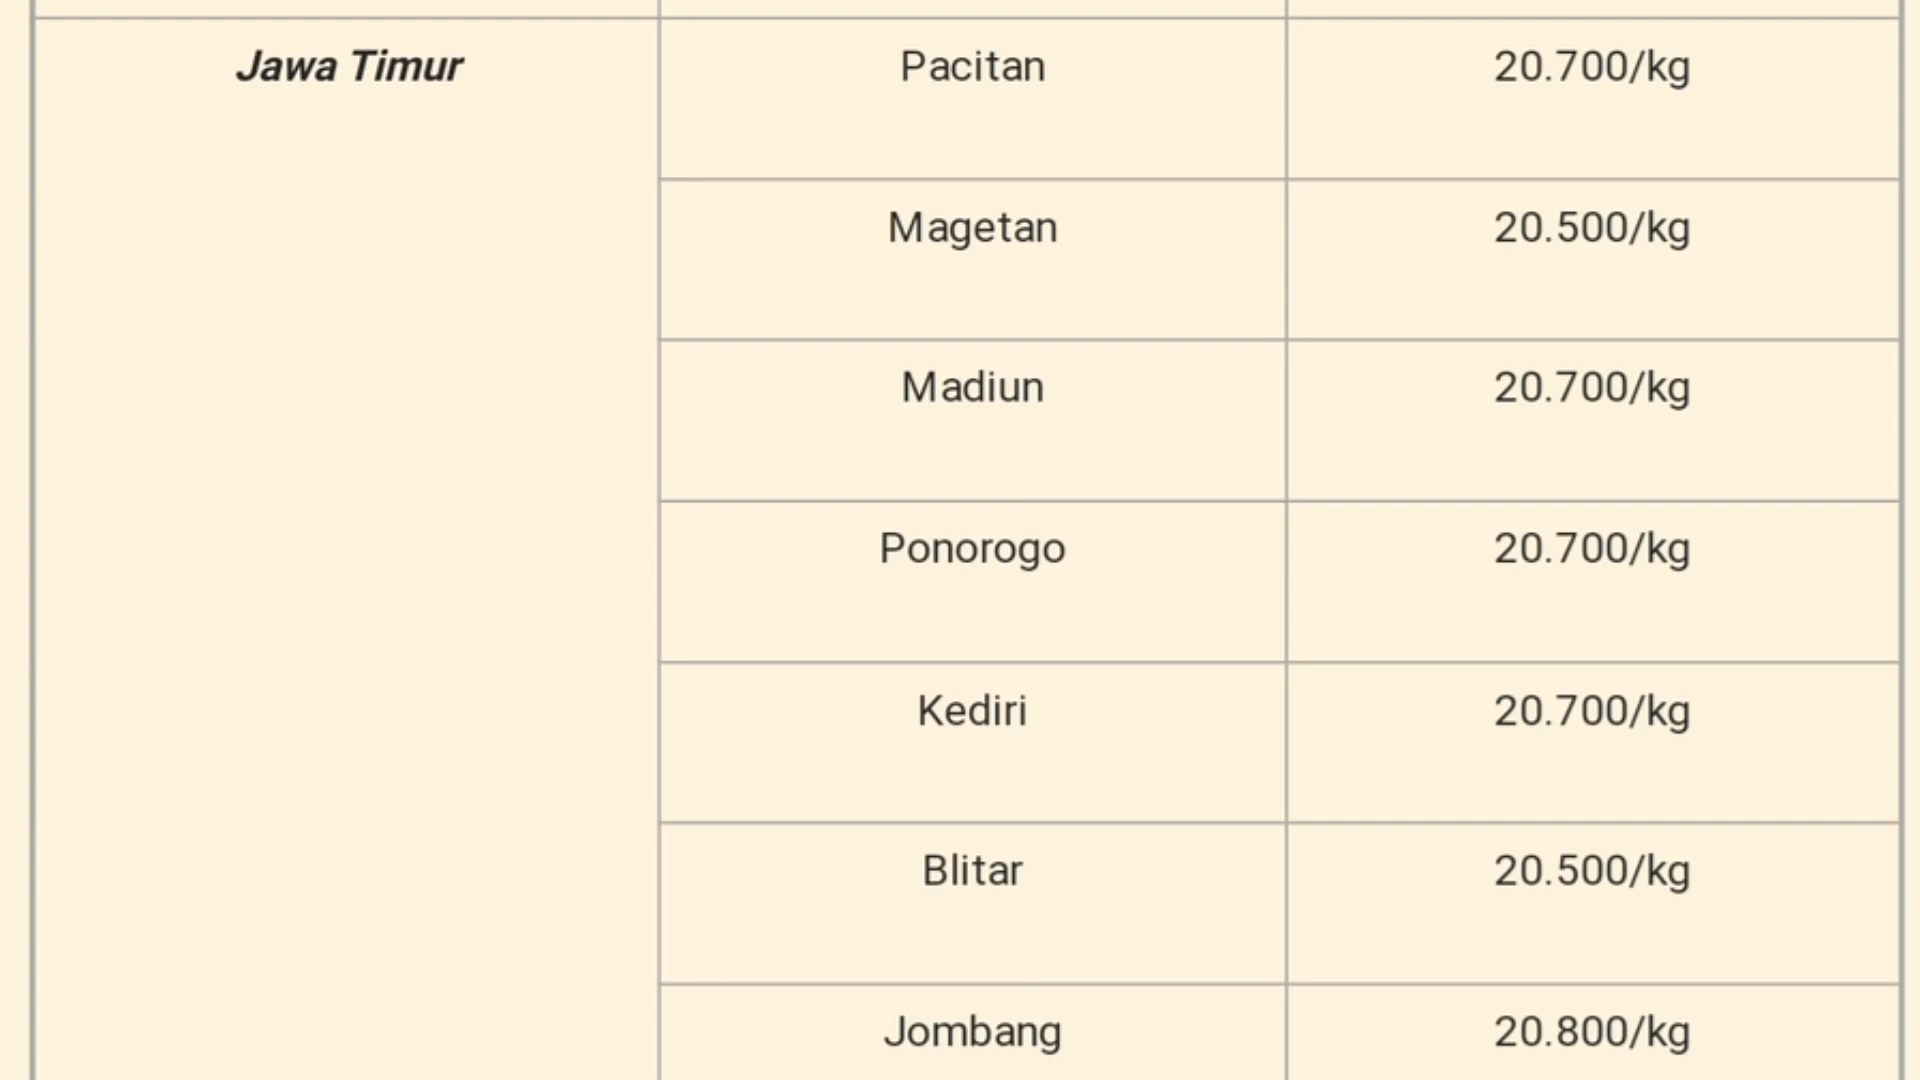 Jawa Timur Pacitan 20.700/kg
Magetan 20.500/kg
Madiun 20.700/kg
Ponorogo 20.700/kg
Kediri 20.700/kg
Blitar 20.500/kg
Jombang 20.800/kg